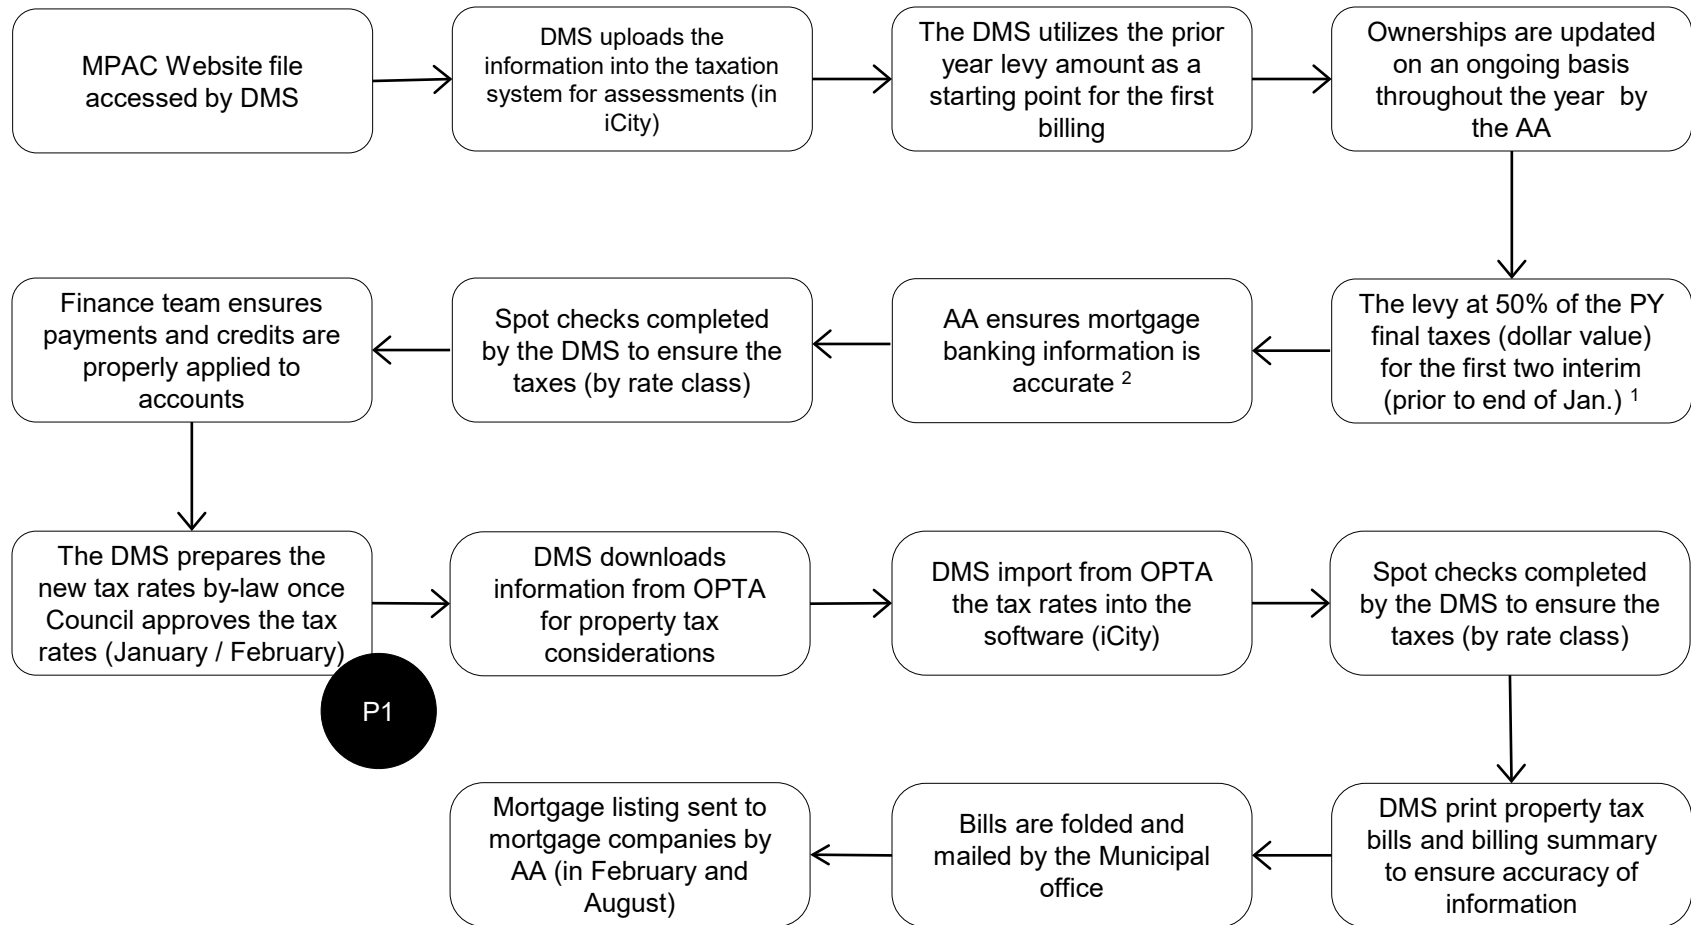 MPAC Website file
accessed by DMS
DMS uploads the
information into the taxation
system for assessments (in
iCity)
The DMS utilizes the prior
year levy amount as a
starting point for the first
billing
Ownerships are updated
on an ongoing basis
throughout the year by
the AA
Finance team ensures
payments and credits are
properly applied to
accounts
Spot checks completed
by the DMS to ensure the
taxes (by rate class)
AA ensures mortgage
banking information is
accurate 2
The levy at 50% of the PY
final taxes (dollar value)
for the first two interim
(prior to end of Jan.) 1
The DMS prepares the
new tax rates by-law once
Council approves the tax
rates (January / February)
P1
DMS downloads
information from OPTA
for property tax
considerations
DMS import from OPTA
the tax rates into the
software (iCity)
Spot checks completed
by the DMS to ensure the
taxes (by rate class)
Mortgage listing sent to
mortgage companies by
AA (in February and
August)
Bills are folded and
mailed by the Municipal
office
DMS print property tax
bills and billing summary
to ensure accuracy of
information